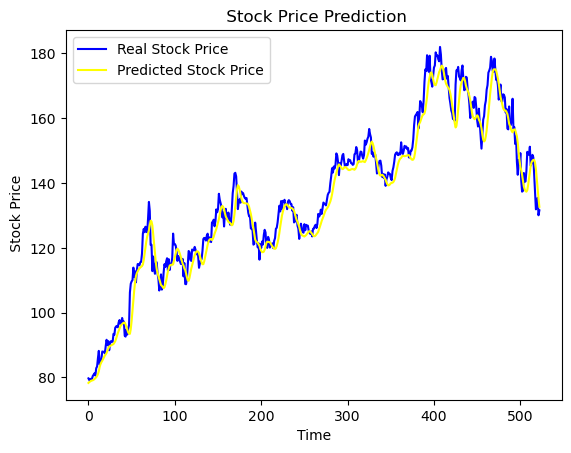 Stock Price Prediction
Real Stock Price
Predicted Stock Price
Stock Price
180
160
140
120
100
80
0 100 200 300 400 500
Time